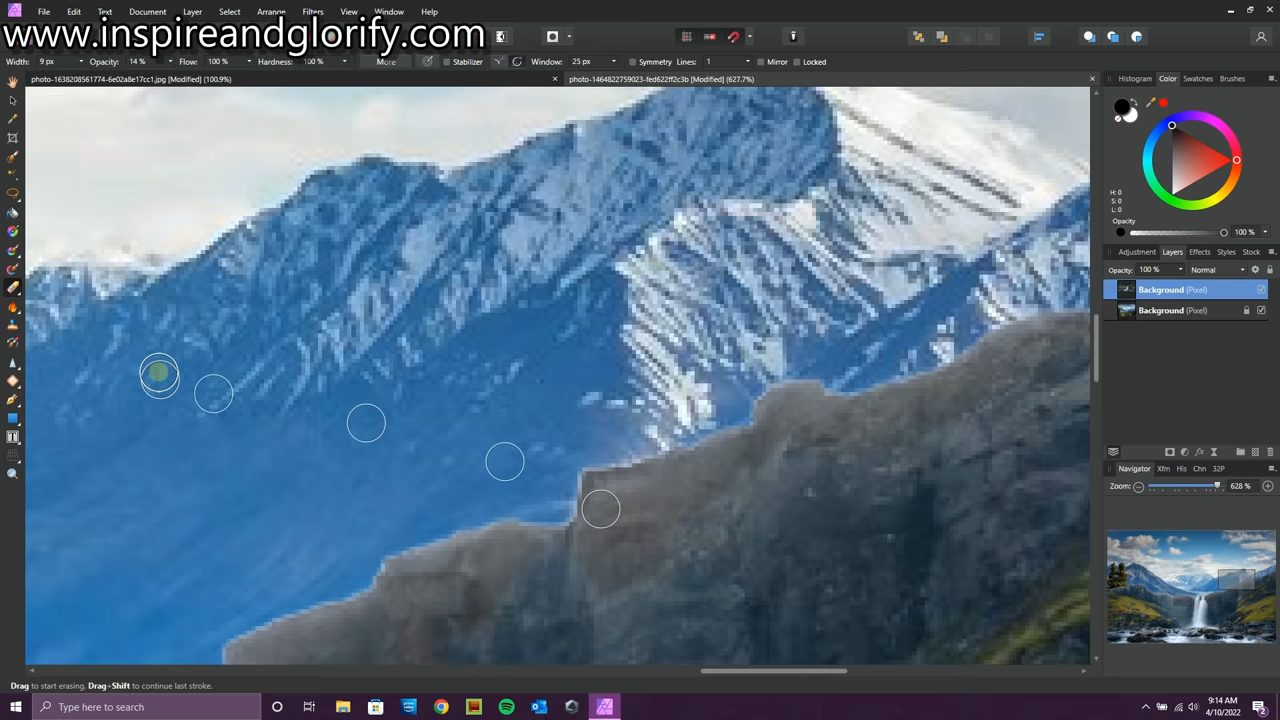 File Edit Text Document Layer Select Arrange Filters View Window Help
www.inspireandglorify.com
Width: 9 px Opacity: 14 % Flow: 100 % Hardness: 100 % More Stabilizer Window: 25 px Symmetry Lines: 1 Mirror Locked
photo-1638208561774-6e02a8e17cc1.jpg [Modified] (100.9%)
photo-1464822759023-fed622ff2c3b [Modified] (627.7%)
Histogram Color Swatches Brushes
H: 0
S: 0
L: 0
Opacity
100 %
Adjustment Layers Effects Styles Stock
Opacity: 100 % Normal
Background (Pixel)
Background (Pixel)
Navigator Xfm His Chn 32P
Zoom: 628 %
Drag to start erasing. Drag+Shift to continue last stroke.
Type here to search
9:14 AM
4/10/2022
2